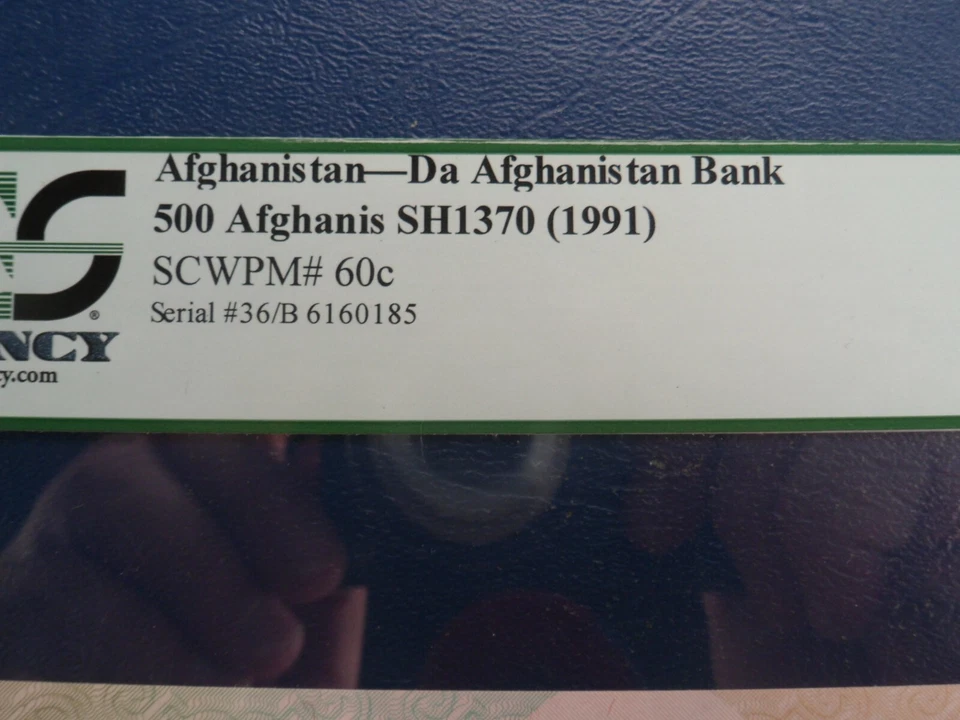 Afghanistan—Da Afghanistan Bank
500 Afghanis SH1370 (1991)
SCWPM# 60c
Serial #36/B 6160185
S
®
NCY
y.com